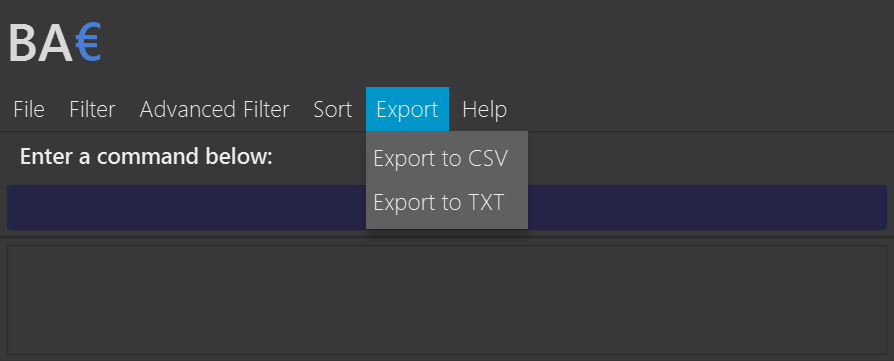 BA€
File Filter Advanced Filter Sort Export Help
Enter a command below:
Export to CSV
Export to TXT